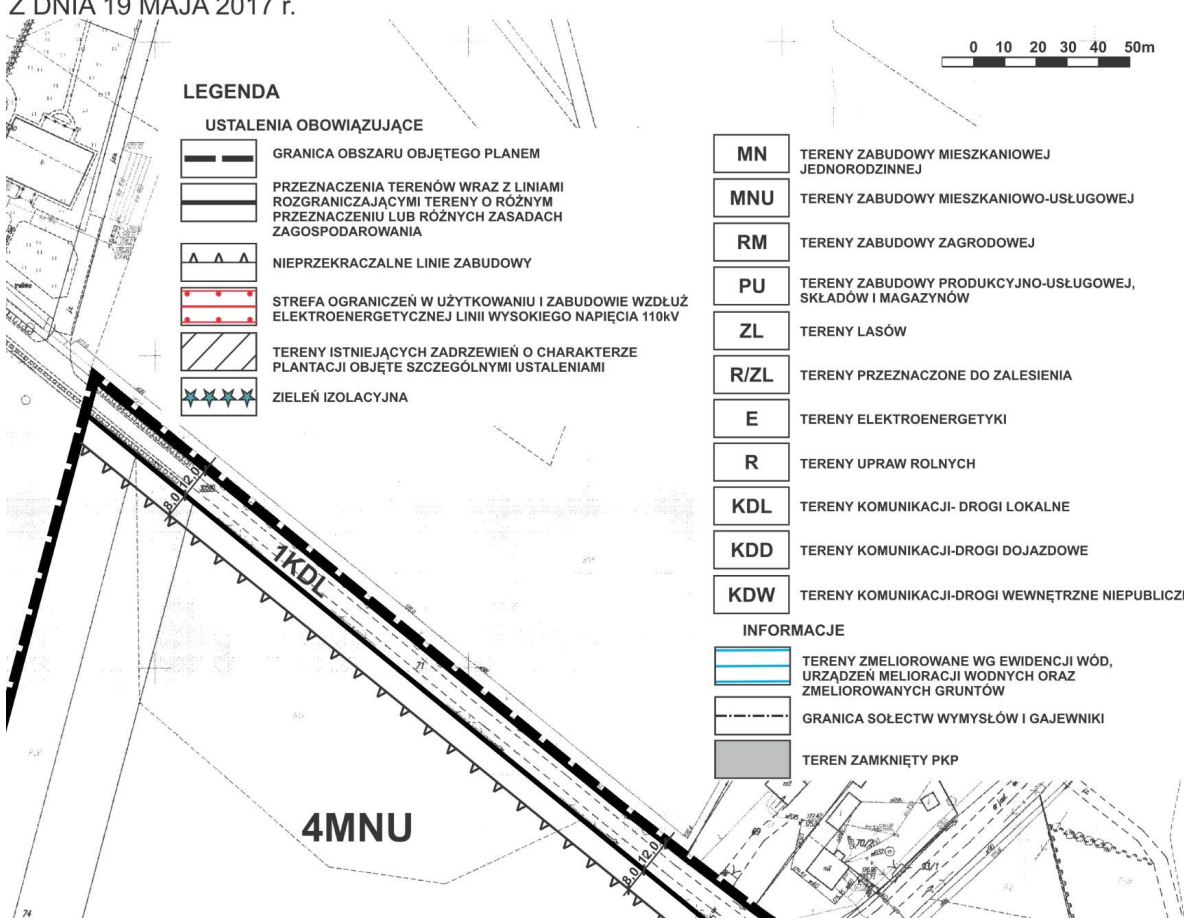 Z DNIA 19 MAJA 2017 r.
0 10 20 30 40 50m
LEGENDA
USTALENIA OBOWIĄZUJĄCE
GRANICA OBSZARU OBJĘTEGO PLANEM
PRZEZNACZENIA TERENÓW WRAZ Z LINIAMI
ROZGRANICZAJĄCYMI TERENY O RÓŻNYM
PRZEZNACZENIU LUB RÓŻNYCH ZASADACH
ZAGOSPODAROWANIA
NIEPRZEKRACZALNE LINIE ZABUDOWY
STREFA OGRANICZEŃ W UŻYTKOWANIU I ZABUDOWIE WZDŁUŻ
ELEKTROENERGETYCZNEJ LINII WYSOKIEGO NAPIĘCIA 110kV
TERENY ISTNIEJĄCYCH ZADRZEWIEŃ O CHARAKTERZE
PLANTACJI OBJĘTE SZCZEGÓLNYMI USTALENIAMI
ZIELEŃ IZOLACYJNA
MN TERENY ZABUDOWY MIESZKANIOWEJ
JEDNORODZINNEJ
MNU TERENY ZABUDOWY MIESZKANIOWO-USŁUGOWEJ
RM TERENY ZABUDOWY ZAGRODOWEJ
PU TERENY ZABUDOWY PRODUKCYJNO-USŁUGOWEJ,
SKŁADÓW I MAGAZYNÓW
ZL TERENY LASÓW
R/ZL TERENY PRZEZNACZONE DO ZALESIENIA
E TERENY ELEKTROENERGETYKI
R TERENY UPRAW ROLNYCH
KDL TERENY KOMUNIKACJI- DROGI LOKALNE
KDD TERENY KOMUNIKACJI-DROGI DOJAZDOWE
KDW TERENY KOMUNIKACJI-DROGI WEWNĘTRZNE NIEPUBLICZ
INFORMACJE
TERENY ZMELIOROWANE WG EWIDENCJI WÓD,
URZĄDZEŃ MELIORACJI WODNYCH ORAZ
ZMELIOROWANYCH GRUNTÓW
GRANICA SOŁECTW WYMYSŁÓW I GAJEWNIKI
TEREN ZAMKNIĘTY PKP
8.0 12.0
1KDL
71
4MNU
8.0 12.0
69
93/1
74